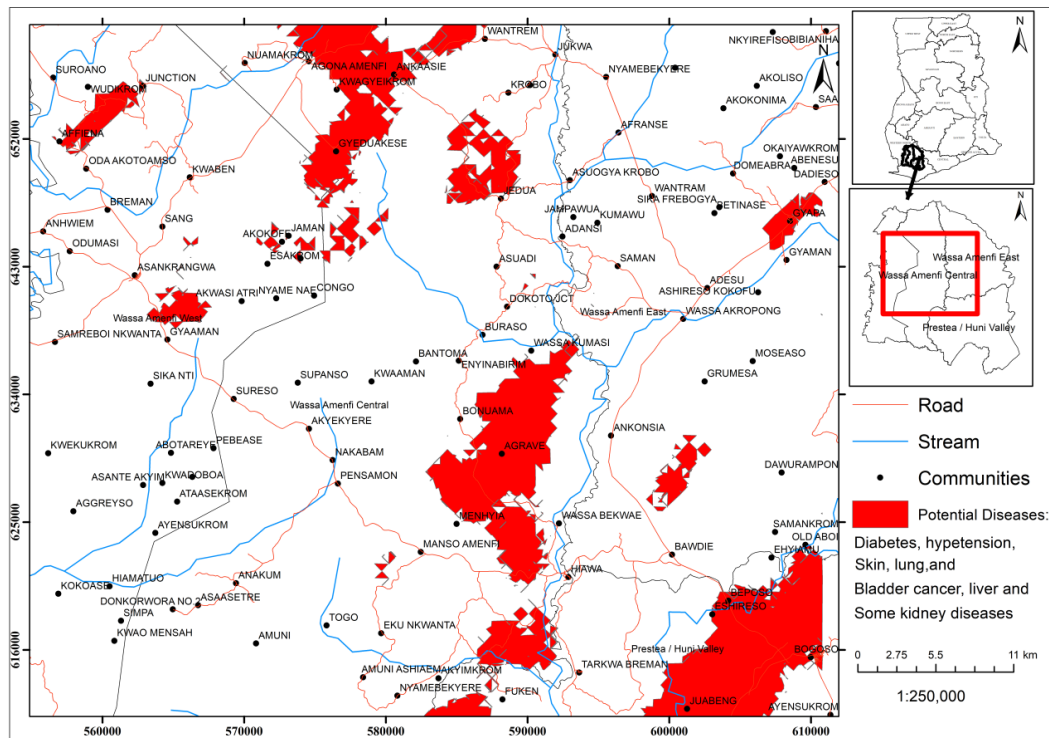 WANTREM
NKYIREFISO
BIBIANIHA
NUAMAKROM
JUKWA
AGONA AMENFI
ANKAASIE
SUROANO
JUNCTION
NYAMEBEKYERE
WUDIKROM
KWAGYEIKROM
KROBO
AKOLISO
AKOKONIMA
SAA
AFFIENA
AFRANSE
652000
GYEDUAKESE
OKAIYAWKROM
ODA AKOTOAMSO
KWABEN
ASUOGYA KROBO
DOMEABRA
ABENESU
DADIESO
JEDUA
WANTRAM
SIKA FREBOGYA
BREMAN
JAMPAWUA
KUMAWU
PETINASE
GYAPA
ANHWIEM
SANG
AKOKOFE
JAMAN
ADANSI
ODUMASI
ESAKROM
ASUADI
SAMAN
GYAMAN
643000
ASANKRANGWA
ADESU
AKWASI ATRI
NYAME NAE
CONGO
ASHIRESO KOKOFU
DOKOTO JCT
Wassa Amenfi West
Wassa Amenfi East
WASSA AKROPONG
SAMREBOI NKWANTA
GYAAMAN
BURASO
WASSA KUMASI
BANTOMA
ENYINABIRIM
MOSEASO
SIKA NTI
SUPANSO
KWAAMAN
GRUMESA
634000
SURESO
Wassa Amenfi Central
BONUAMA
AKYEKYERE
ANKONSIA
KWEKUKROM
ABOTAREYE
PEBEASE
NAKABAM
AGRAVE
ASANTE AKYIM
KWADOBOA
PENSAMON
DAWURAMPON
AGGREYSO
ATAASEKROM
625000
AYENSUKROM
MENHYIA
WASSA BEKWAE
SAMANKROM
OLD ABOI
MANSO AMENFI
BAWDIE
EHYIAMU
HIAMATUO
ANAKUM
HIAWA
KOKOASE
DONKORWORA NO.2
ASAASETRE
BEPOSO
SIMPA
ESHIRESO
TOGO
EKU NKWANTA
KWAO MENSAH
AMUNI
616000
Prestea / Huni Valley
BOGOSO
AMUNI ASHIAEM
AKYIMKROM
TARKWA BREMAN
NYAMEBEKYERE
FUKEN
JUABENG
AYENSUKROM
560000
570000
580000
590000
600000
610000
N
N
N
Wassa Amenfi East
Wassa Amenfi Central
Prestea / Huni Valley
Road
Stream
Communities
Potential Diseases:
Diabetes, hypetension,
Skin, lung,and
Bladder cancer, liver and
Some kidney diseases
0 2.75 5.5 11 km
1:250,000